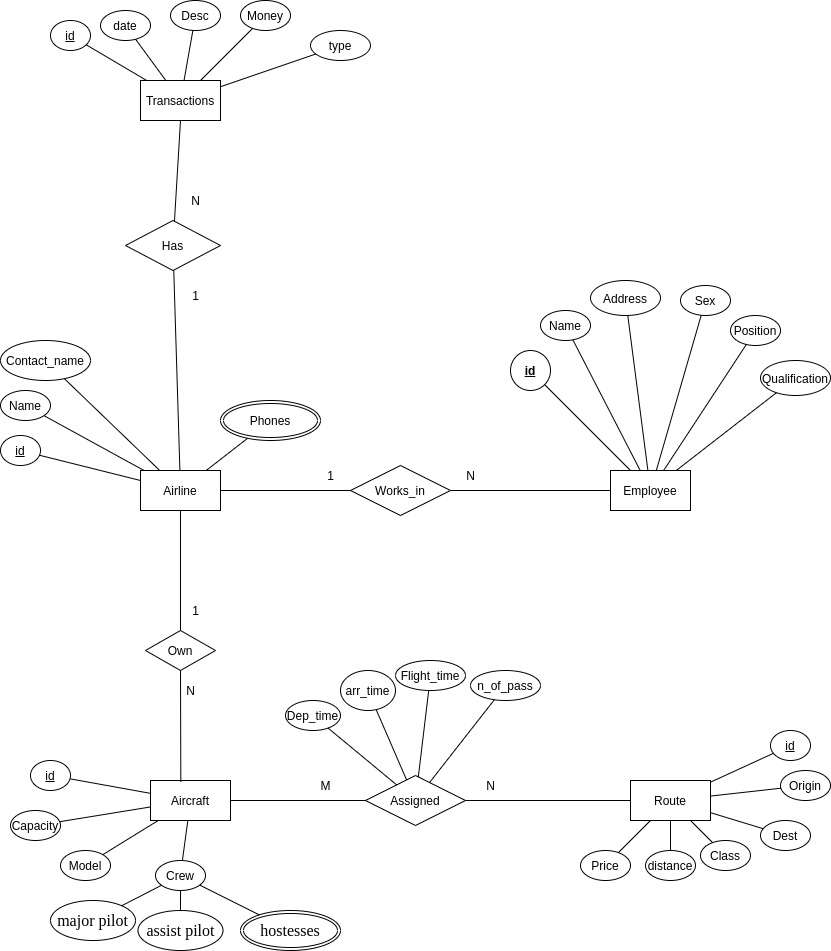 id
date
Desc
Money
type
Transactions
N
Has
1
Contact_name
Name
id
Phones
Airline
1
Works_in
N
id
Name
Address
Sex
Position
Qualification
Employee
1
Own
N
Dep_time
arr_time
Flight_time
n_of_pass
id
Capacity
Model
Aircraft
M
Assigned
N
Route
id
Origin
Dest
Class
distance
Price
Crew
major pilot
assist pilot
hostesses